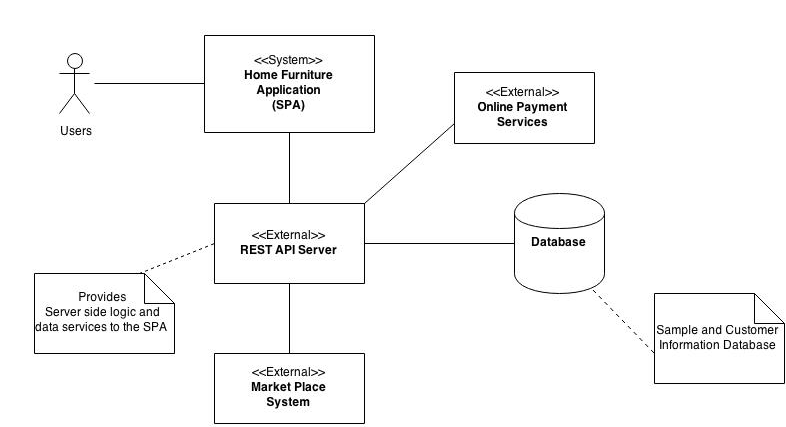 <<System>>
Home Furniture
Application
(SPA)
Users
<<External>>
Online Payment
Services
<<External>>
REST API Server
Database
Provides
Server side logic and
data services to the SPA
Sample and Customer
Information Database
<<External>>
Market Place
System